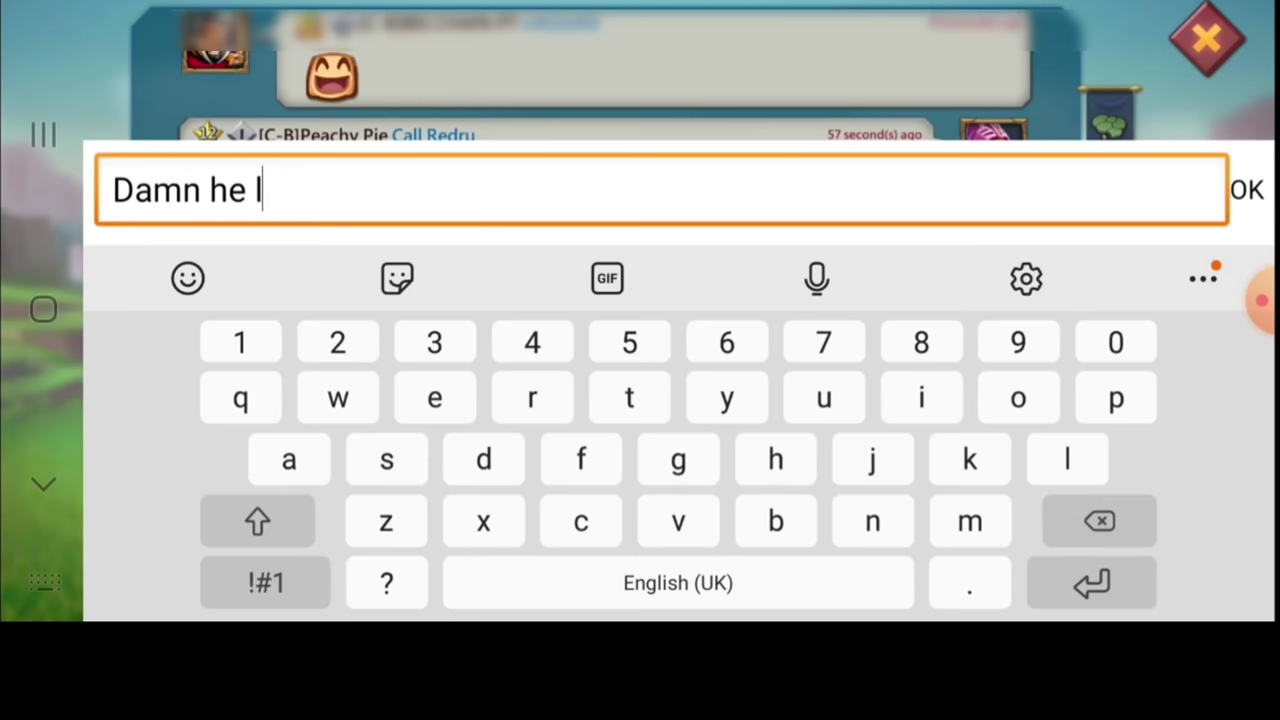 12 [C-B]Peachy Pie Call Redru 57 second(s) ago
Damn he l
OK
GIF
1 2 3 4 5 6 7 8 9 0
q w e r t y u i o p
a s d f g h j k l
z x c v b n m
!#1 ? English (UK) .